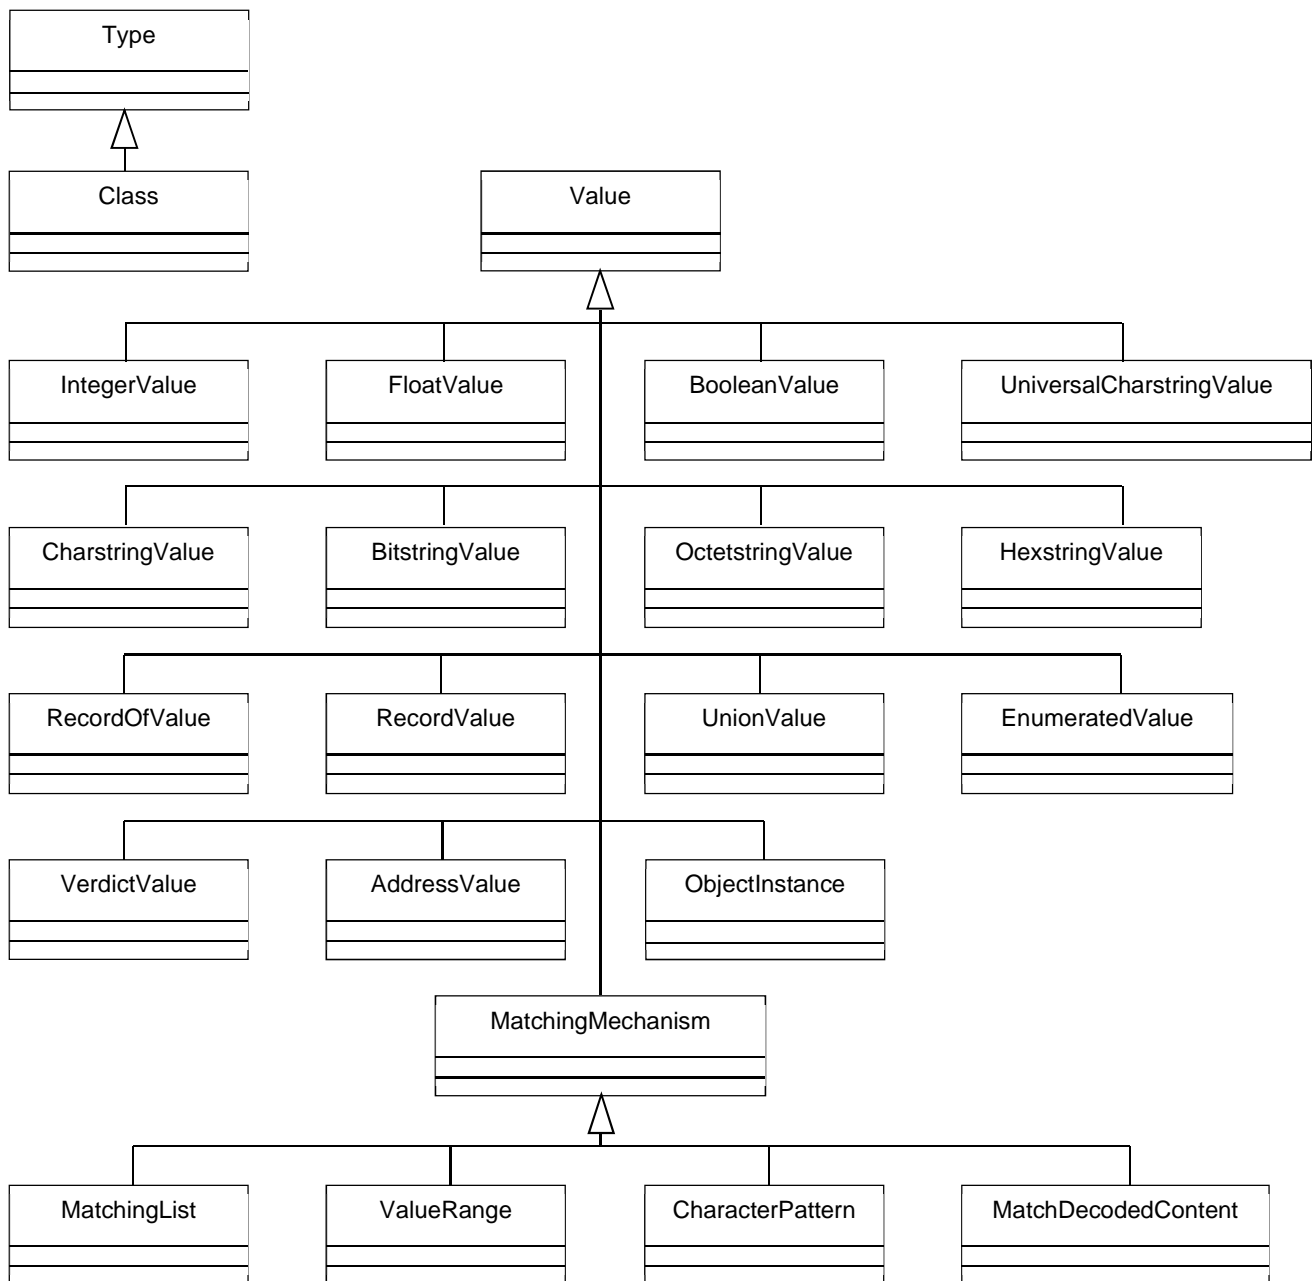 Type
Class
Value
IntegerValue
FloatValue
BooleanValue
UniversalCharstringValue
CharstringValue
BitstringValue
OctetstringValue
HexstringValue
RecordOfValue
RecordValue
UnionValue
EnumeratedValue
VerdictValue
AddressValue
ObjectInstance
MatchingMechanism
MatchingList
ValueRange
CharacterPattern
MatchDecodedContent